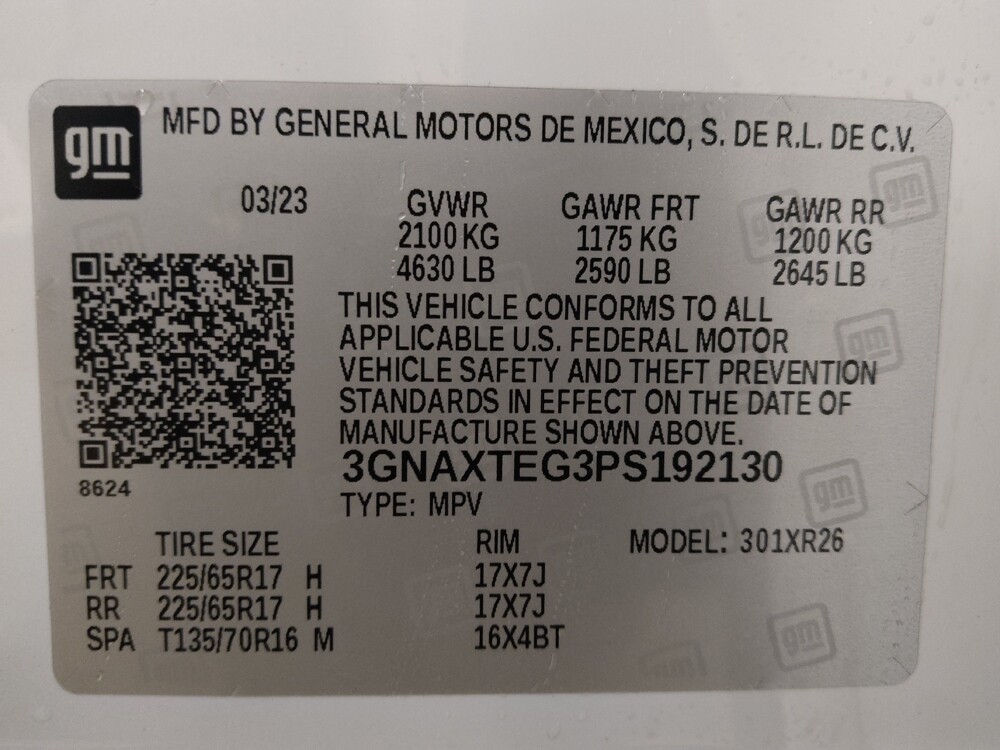 gm MFD BY GENERAL MOTORS DE MEXICO, S. DE R.L. DE C.V.
03/23 GVWR GAWR FRT GAWR RR
2100 KG 1175 KG 1200 KG
4630 LB 2590 LB 2645 LB
THIS VEHICLE CONFORMS TO ALL
APPLICABLE U.S. FEDERAL MOTOR
VEHICLE SAFETY AND THEFT PREVENTION
STANDARDS IN EFFECT ON THE DATE OF
MANUFACTURE SHOWN ABOVE.
3GNAXTEG3PS192130
8624
TYPE: MPV
TIRE SIZE RIM MODEL: 301XR26
FRT 225/65R17 H 17X7J
RR 225/65R17 H 17X7J
SPA T135/70R16 M 16X4BT